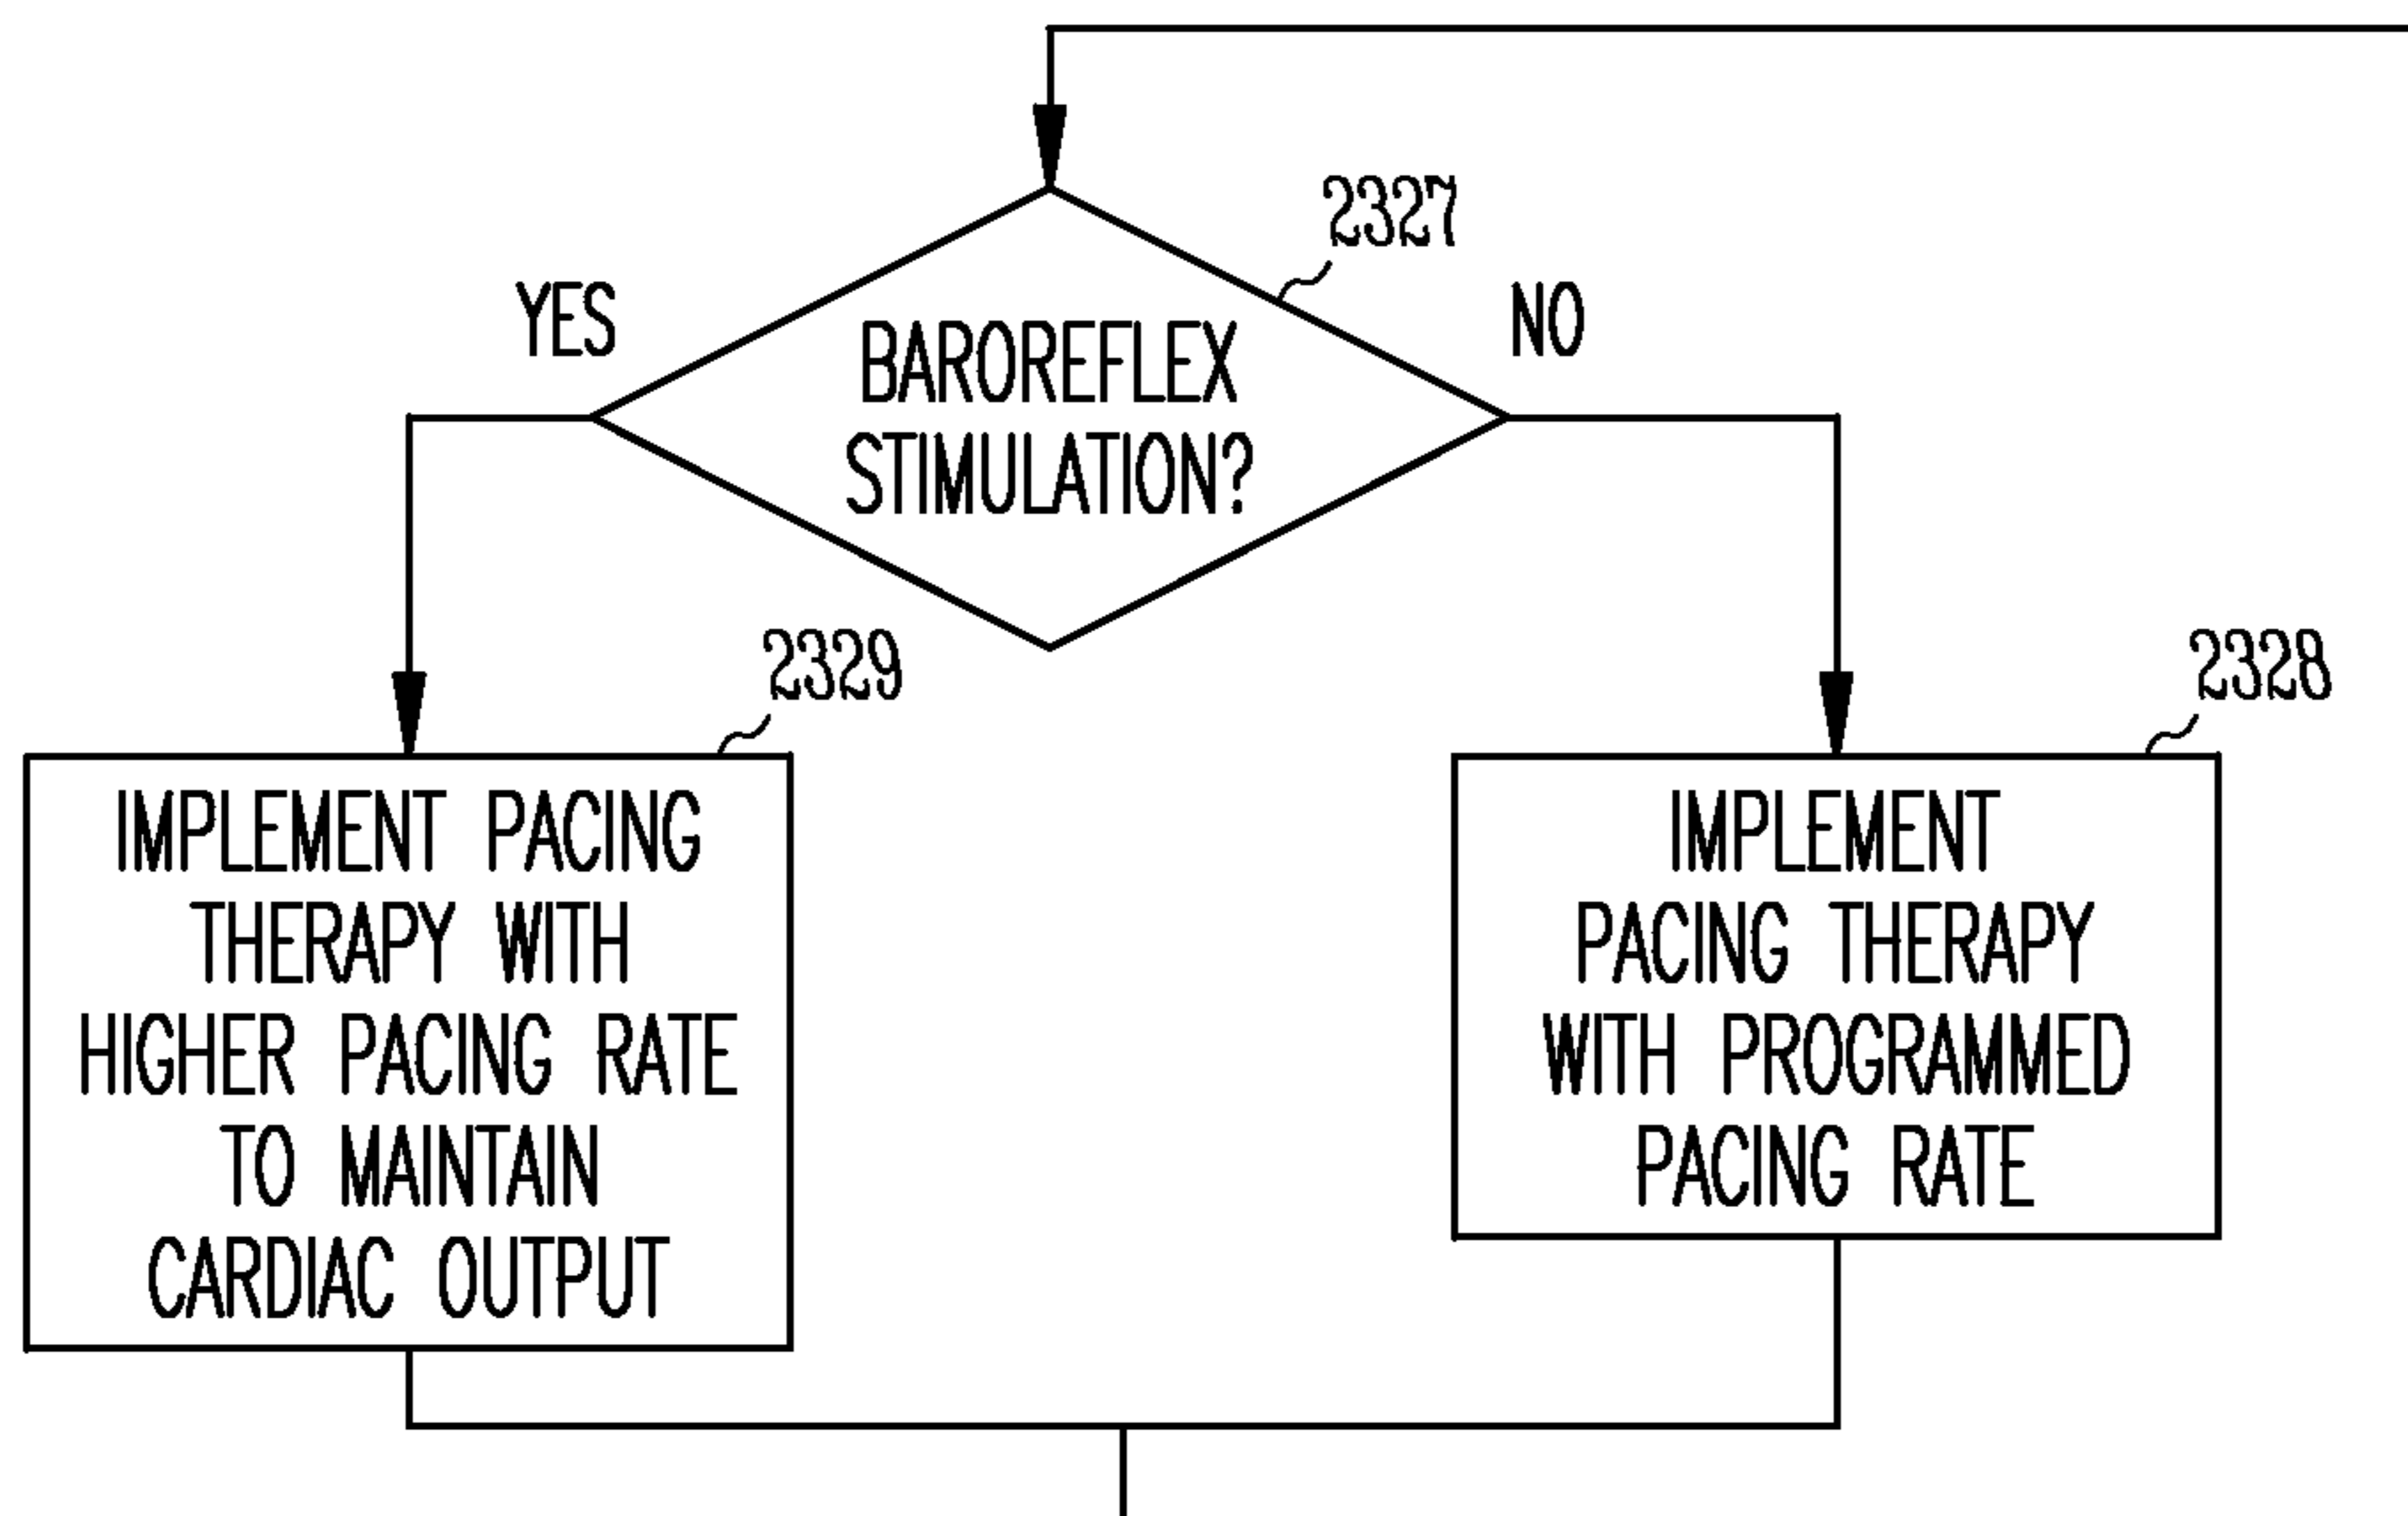 2327
YES
NO
BAROREFLEX
STIMULATION?
2329
IMPLEMENT PACING
THERAPY WITH
HIGHER PACING RATE
TO MAINTAIN
CARDIAC OUTPUT
2328
IMPLEMENT
PACING THERAPY
WITH PROGRAMMED
PACING RATE